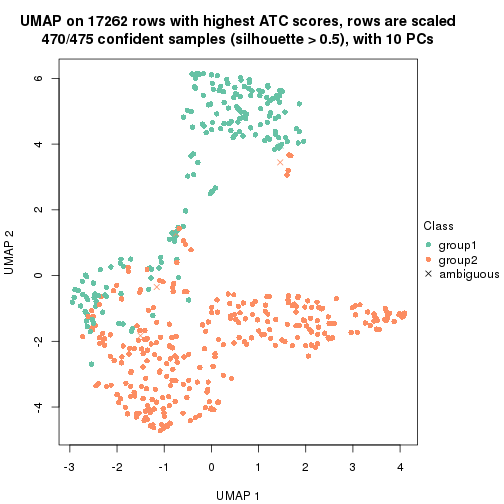 UMAP on 17262 rows with highest ATC scores, rows are scaled
470/475 confident samples (silhouette > 0.5), with 10 PCs
6
4
2
0
-2
-4
UMAP 2
-3
-2
-1
0
1
2
3
4
UMAP 1
Class
group1
group2
ambiguous